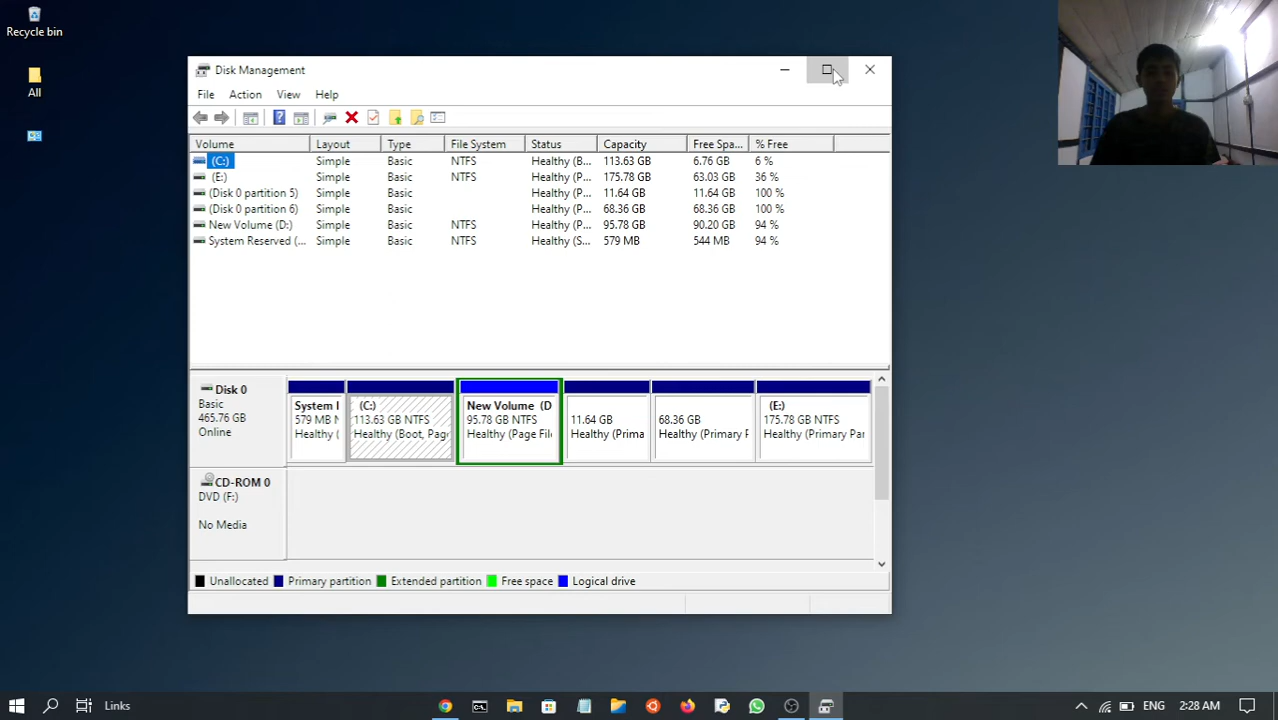 Recycle bin
All
Disk Management
File Action View Help
Volume Layout Type File System Status Capacity Free Spa... % Free
(C:) Simple Basic NTFS Healthy (B... 113.63 GB 6.76 GB 6 %
(E:) Simple Basic NTFS Healthy (P... 175.78 GB 63.03 GB 36 %
(Disk 0 partition 5) Simple Basic Healthy (P... 11.64 GB 11.64 GB 100 %
(Disk 0 partition 6) Simple Basic Healthy (P... 68.36 GB 68.36 GB 100 %
New Volume (D:) Simple Basic NTFS Healthy (P... 95.78 GB 90.20 GB 94 %
System Reserved (... Simple Basic NTFS Healthy (S... 579 MB 544 MB 94 %
Disk 0
Basic
465.76 GB
Online
System I
579 MB N
Healthy (
(C:)
113.63 GB NTFS
Healthy (Boot, Pag
New Volume (D
95.78 GB NTFS
Healthy (Page Fil
11.64 GB
Healthy (Prima
68.36 GB
Healthy (Primary P
(E:)
175.78 GB NTFS
Healthy (Primary Par
CD-ROM 0
DVD (F:)
No Media
Unallocated Primary partition Extended partition Free space Logical drive
Links
ENG 2:28 AM